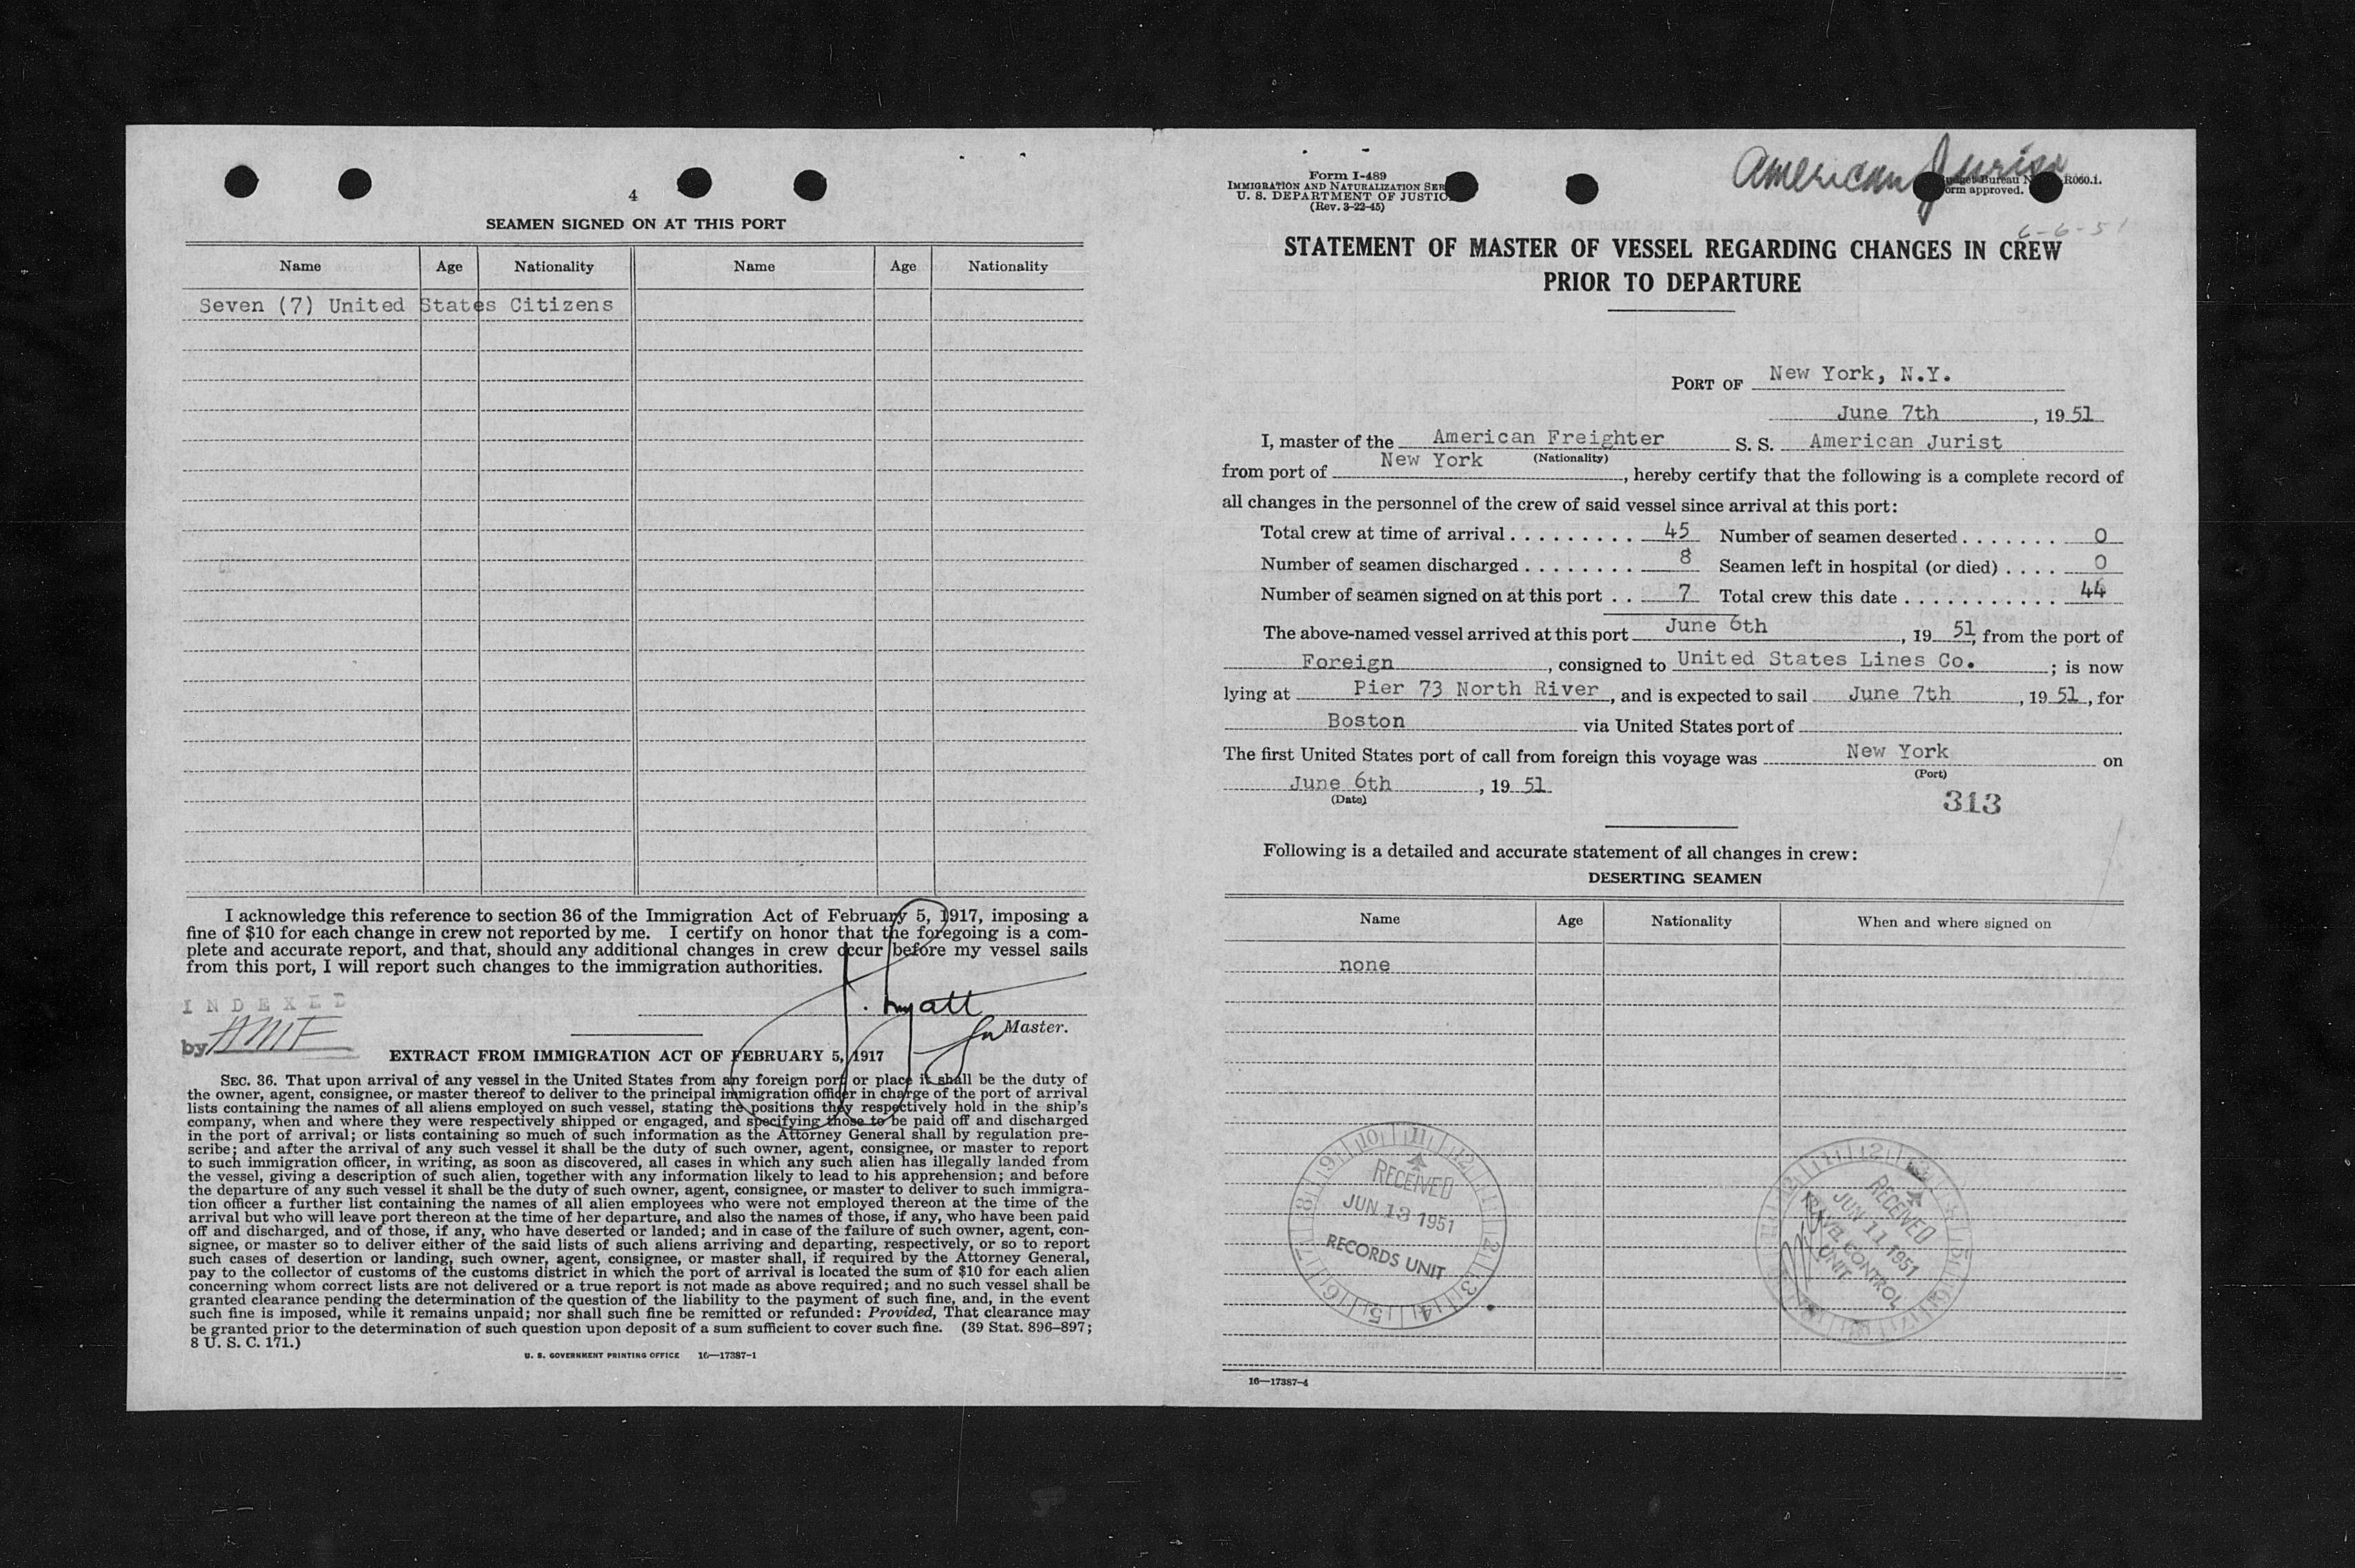 4
SEAMEN SIGNED ON AT THIS PORT
Name Age Nationality Name Age Nationality
Seven (7) United States Citizens
I acknowledge this reference to section 36 of the Immigration Act of February 5, 1917, imposing a
fine of $10 for each change in crew not reported by me. I certify on honor that the foregoing is a com-
plete and accurate report, and that, should any additional changes in crew occur before my vessel sails
from this port, I will report such changes to the immigration authorities.
INDEXED
by
Master.
EXTRACT FROM IMMIGRATION ACT OF FEBRUARY 5, 1917
SEC. 36. That upon arrival of any vessel in the United States from any foreign port or place it shall be the duty of
the owner, agent, consignee, or master thereof to deliver to the principal immigration officer in charge of the port of arrival
lists containing the names of all aliens employed on such vessel, stating the positions they respectively hold in the ship's
company, when and where they were respectively shipped or engaged, and specifying those to be paid off and discharged
in the port of arrival; or lists containing so much of such information as the Attorney General shall by regulation pre-
scribe; and after the arrival of any such vessel it shall be the duty of such owner, agent, consignee, or master to report
to such immigration officer, in writing, as soon as discovered, all cases in which any such alien has illegally landed from
the vessel, giving a description of such alien, together with any information likely to lead to his apprehension; and before
the departure of any such vessel it shall be the duty of such owner, agent, consignee, or master to deliver to such immigra-
tion officer a further list containing the names of all alien employees who were not employed thereon at the time of the
arrival but who will leave port thereon at the time of her departure, and also the names of those, if any, who have been paid
off and discharged, and of those, if any, who have deserted or landed; and in case of the failure of such owner, agent, con-
signee, or master so to deliver either of the said lists of such aliens arriving and departing, respectively, or so to report
such cases of desertion or landing, such owner, agent, consignee, or master shall, if required by the Attorney General,
pay to the collector of customs of the customs district in which the port of arrival is located the sum of $10 for each alien
concerning whom correct lists are not delivered or a true report is not made as above required; and no such vessel shall be
granted clearance pending the determination of the question of the liability to the payment of such fine, and, in the event
such fine is imposed, while it remains unpaid; nor shall such fine be remitted or refunded: Provided, That clearance may
be granted prior to the determination of such question upon deposit of a sum sufficient to cover such fine. (39 Stat. 896–897;
8 U. S. C. 171.)
U. S. GOVERNMENT PRINTING OFFICE 16—17387-1
Form I-489
IMMIGRATION AND NATURALIZATION SER
U. S. DEPARTMENT OF JUSTIC
(Rev. 3-22-45)
American Jurist
Budget Bureau N R060.1.
orm approved.
6-6-51
STATEMENT OF MASTER OF VESSEL REGARDING CHANGES IN CREW
PRIOR TO DEPARTURE
PORT OF New York, N.Y.
June 7th, 1951
I, master of the American Freighter S. S. American Jurist
(Nationality)
from port of New York, hereby certify that the following is a complete record of
all changes in the personnel of the crew of said vessel since arrival at this port:
Total crew at time of arrival . . . . . . . . . 45 Number of seamen deserted . . . . . . . 0
Number of seamen discharged . . . . . . . . 8 Seamen left in hospital (or died) . . . . 0
Number of seamen signed on at this port . . 7 Total crew this date . . . . . . . . . . . . 44
The above-named vessel arrived at this port June 6th, 1951, from the port of
Foreign, consigned to United States Lines Co.; is now
lying at Pier 73 North River, and is expected to sail June 7th, 1951, for
Boston via United States port of
The first United States port of call from foreign this voyage was New York on
(Port)
June 6th, 1951
(Date)
313
Following is a detailed and accurate statement of all changes in crew:
DESERTING SEAMEN
Name Age Nationality When and where signed on
none
RECEIVED
JUN 13 1951
RECORDS UNIT
RECEIVED
JUN 11 1951
TRAVEL CONTROL
UNIT
16—17387-4